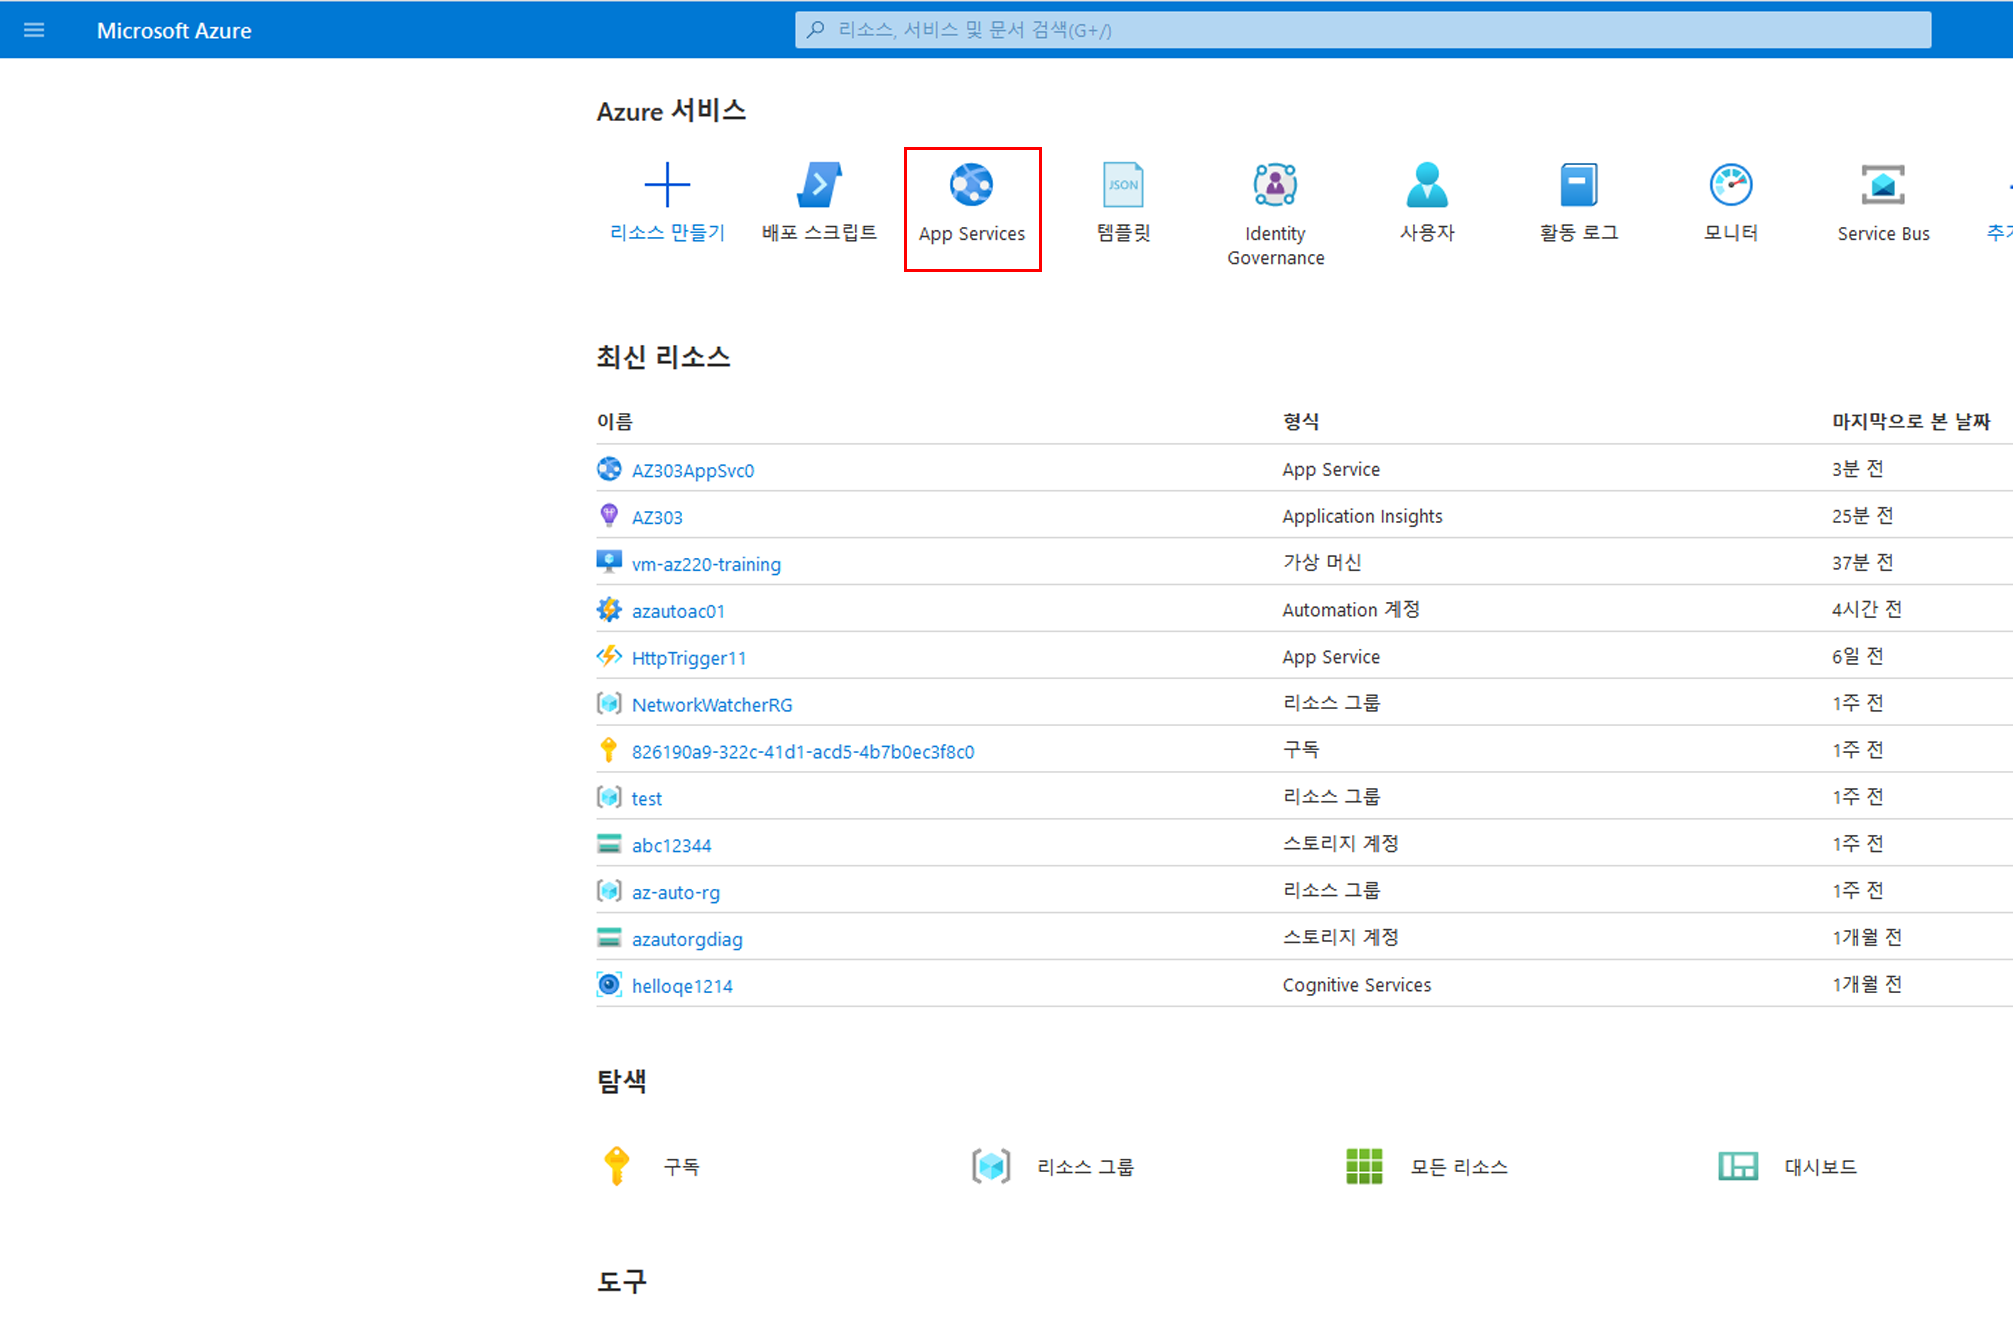 Microsoft Azure
리소스, 서비스 및 문서 검색(G+/)
Azure 서비스
리소스 만들기
배포 스크립트
App Services
JSON
템플릿
Identity
Governance
사용자
활동 로그
모니터
Service Bus
최신 리소스
이름 형식 마지막으로 본 날짜
AZ303AppSvc0 App Service 3분 전
AZ303 Application Insights 25분 전
vm-az220-training 가상 머신 37분 전
azautoac01 Automation 계정 4시간 전
HttpTrigger11 App Service 6일 전
NetworkWatcherRG 리소스 그룹 1주 전
826190a9-322c-41d1-acd5-4b7b0ec3f8c0 구독 1주 전
test 리소스 그룹 1주 전
abc12344 스토리지 계정 1주 전
az-auto-rg 리소스 그룹 1주 전
azautorgdiag 스토리지 계정 1개월 전
helloqe1214 Cognitive Services 1개월 전
탐색
구독
리소스 그룹
모든 리소스
대시보드
도구